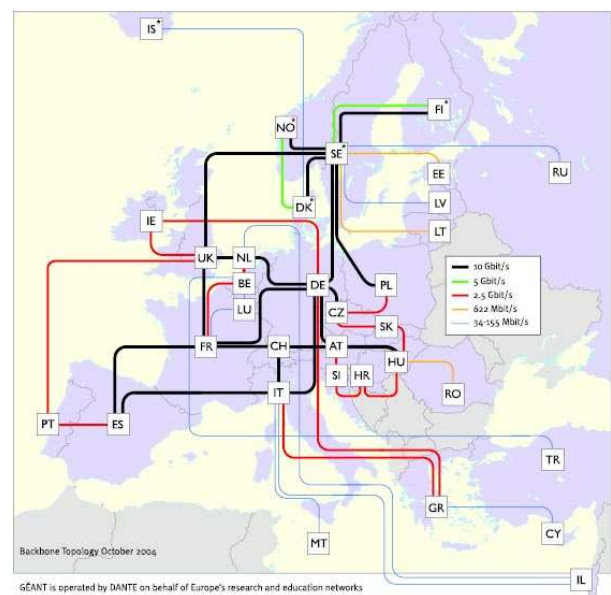 IS*
FI*
NO*
SE*
EE
RU
DK*
LV
IE
LT
UK
NL
BE
DE
PL
LU
CZ
SK
FR
CH
AT
HU
SI
HR
RO
IT
PT
ES
TR
GR
CY
MT
IL
10 Gbit/s
5 Gbit/s
2.5 Gbit/s
622 Mbit/s
34-155 Mbit/s
Backbone Topology October 2004
GÉANT is operated by DANTE on behalf of Europe's research and education networks